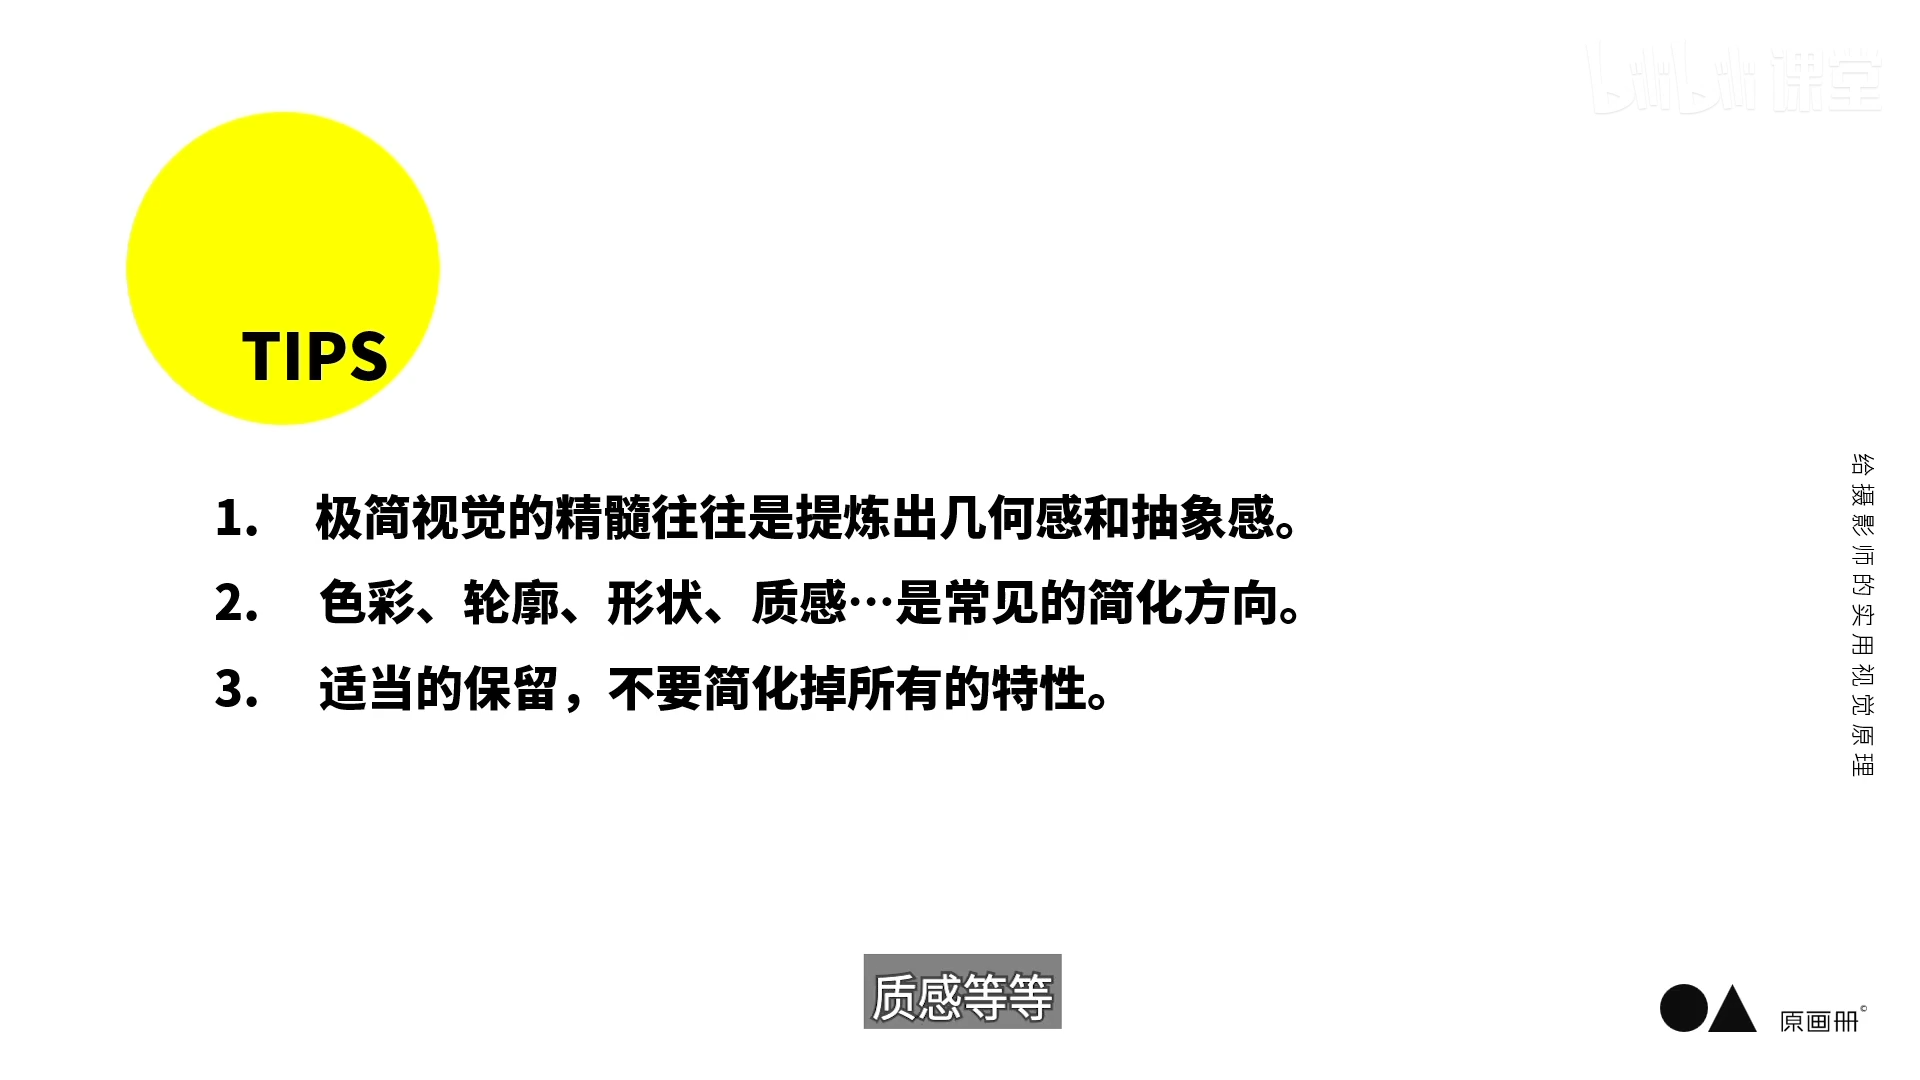 bilibili 课堂
TIPS
1. 极简视觉的精髓往往是提炼出几何感和抽象感。
2. 色彩、轮廓、形状、质感…是常见的简化方向。
3. 适当的保留，不要简化掉所有的特性。
给摄影师的实用视觉原理
质感等等
原画册©